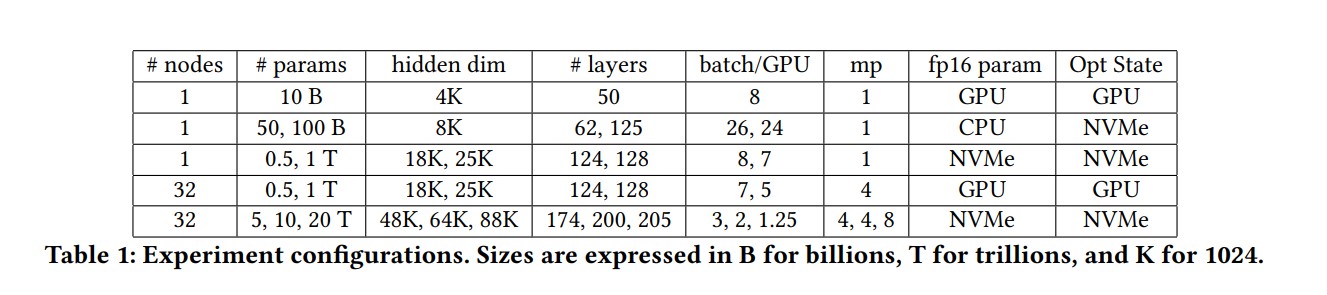 # nodes # params hidden dim # layers batch/GPU mp fp16 param Opt State
1 10 B 4K 50 8 1 GPU GPU
1 50, 100 B 8K 62, 125 26, 24 1 CPU NVMe
1 0.5, 1 T 18K, 25K 124, 128 8, 7 1 NVMe NVMe
32 0.5, 1 T 18K, 25K 124, 128 7, 5 4 GPU GPU
32 5, 10, 20 T 48K, 64K, 88K 174, 200, 205 3, 2, 1.25 4, 4, 8 NVMe NVMe
Table 1: Experiment configurations. Sizes are expressed in B for billions, T for trillions, and K for 1024.